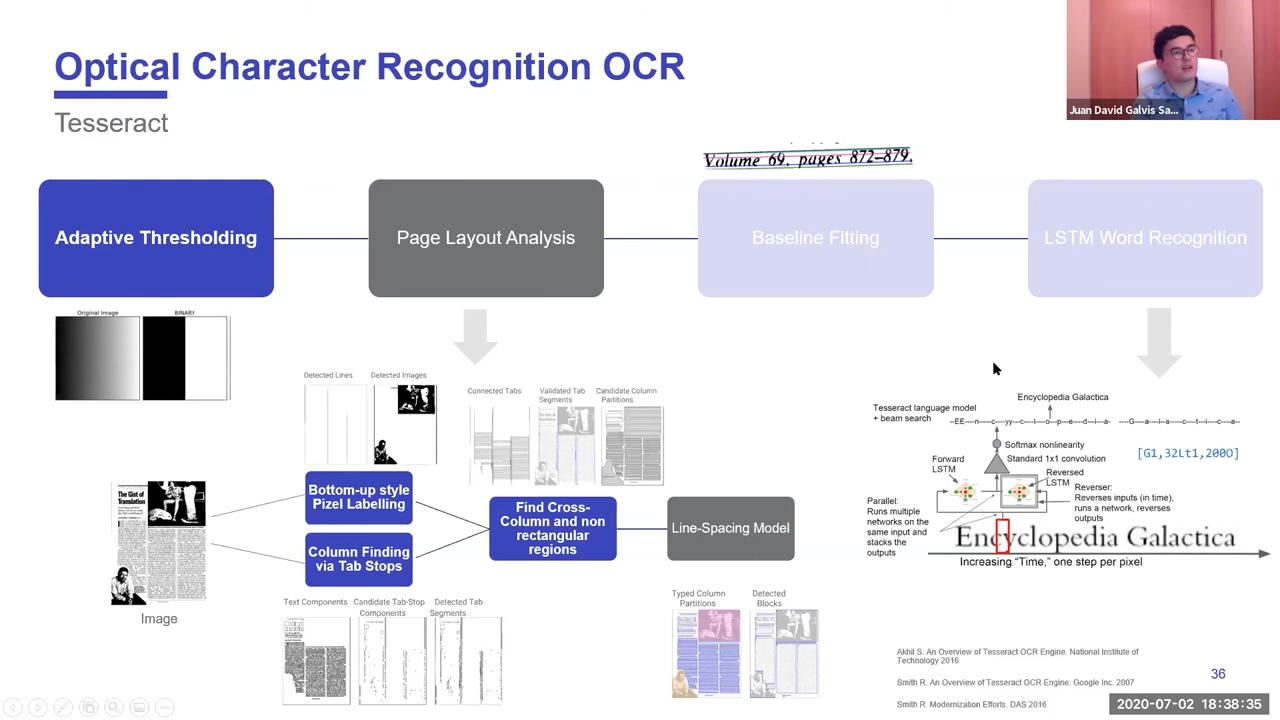 Optical Character Recognition OCR
Tesseract
Juan David Galvis Sa...
Volume 69, pages 872–879,
Adaptive Thresholding
Page Layout Analysis
Baseline Fitting
LSTM Word Recognition
Original Image
BINARY
Detected Lines
Detected Images
Connected Tabs
Validated Tab
Segments
Candidate Column
Partitions
Bottom-up style
Pizel Labelling
Column Finding
via Tab Stops
Find Cross-
Column and non
rectangular
regions
Line-Spacing Model
The Gist of
Translation
Image
Text Components
Candidate Tab-Stop
Components
Detected Tab
Segments
Typed Column
Partitions
Detected
Blocks
Encyclopedia Galactica
Tesseract language model
+ beam search
--EE---n-----c----yy---c---l---o---p---e---d---i---a- ----G---a---l---a----c----t---i---c---a--
Softmax nonlinearity
Standard 1x1 convolution
[G1,32Lt1,200O]
Forward
LSTM
Reversed
LSTM
Reverser:
Reverses inputs (in time),
runs a network, reverses
outputs
Parallel:
Runs multiple
networks on the
same input and
stacks the
outputs
Encyclopedia Galactica
Increasing “Time,” one step per pixel
Akhil S. An Overview of Tesseract OCR Engine. National Institute of
Technology 2016
Smith R. An Overview of Tesseract OCR Engine. Google Inc. 2007
Smith R. Modernization Efforts. DAS 2016
36
2020-07-02 18:38:35